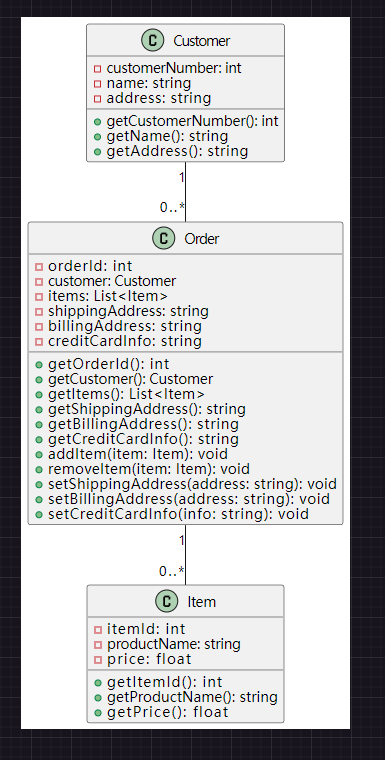 C Customer
customerNumber: int
name: string
address: string
getCustomerNumber(): int
getName(): string
getAddress(): string
1
0..*
C Order
orderId: int
customer: Customer
items: List<Item>
shippingAddress: string
billingAddress: string
creditCardInfo: string
getOrderId(): int
getCustomer(): Customer
getItems(): List<Item>
getShippingAddress(): string
getBillingAddress(): string
getCreditCardInfo(): string
addItem(item: Item): void
removeItem(item: Item): void
setShippingAddress(address: string): void
setBillingAddress(address: string): void
setCreditCardInfo(info: string): void
1
0..*
C Item
itemId: int
productName: string
price: float
getItemId(): int
getProductName(): string
getPrice(): float